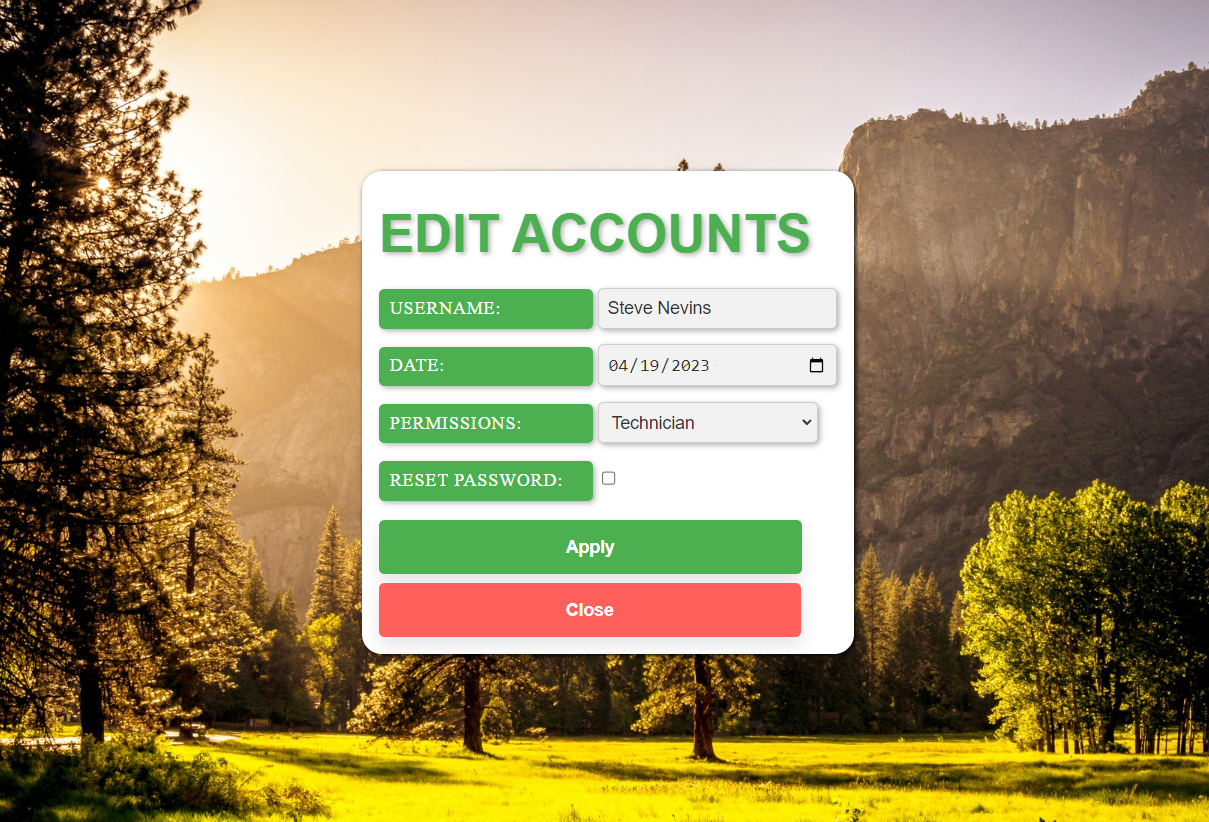 EDIT ACCOUNTS
USERNAME: Steve Nevins
DATE: 04/19/2023
PERMISSIONS: Technician
RESET PASSWORD:
Apply
Close